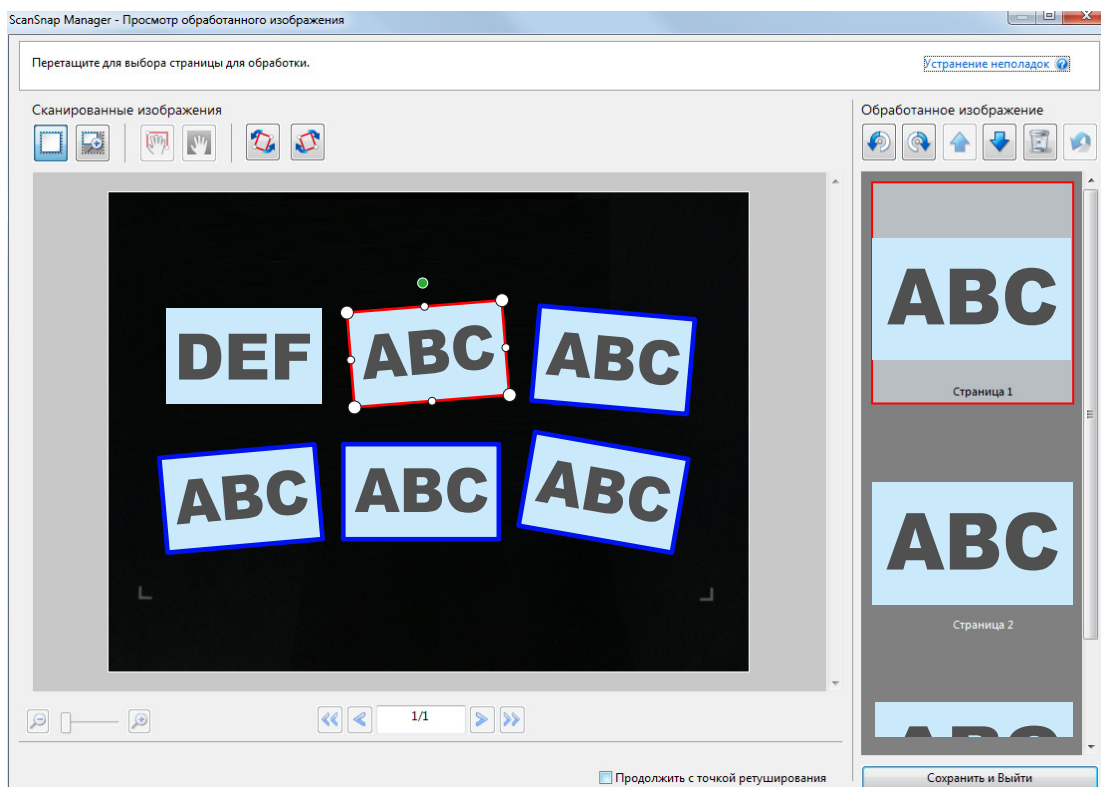 ScanSnap Manager - Просмотр обработанного изображения
Перетащите для выбора страницы для обработки.
Устранение неполадок
Сканированные изображения
Обработанное изображение
DEF
ABC
ABC
ABC
ABC
ABC
ABC
Страница 1
ABC
Страница 2
ABC
1/1
Продолжить с точкой ретуширования
Сохранить и Выйти